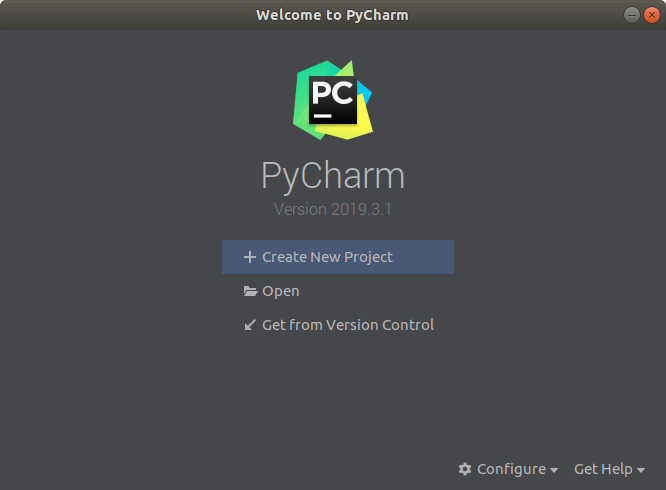 Welcome to PyCharm
PC
PyCharm
Version 2019.3.1
Create New Project
Open
Get from Version Control
Configure Get Help